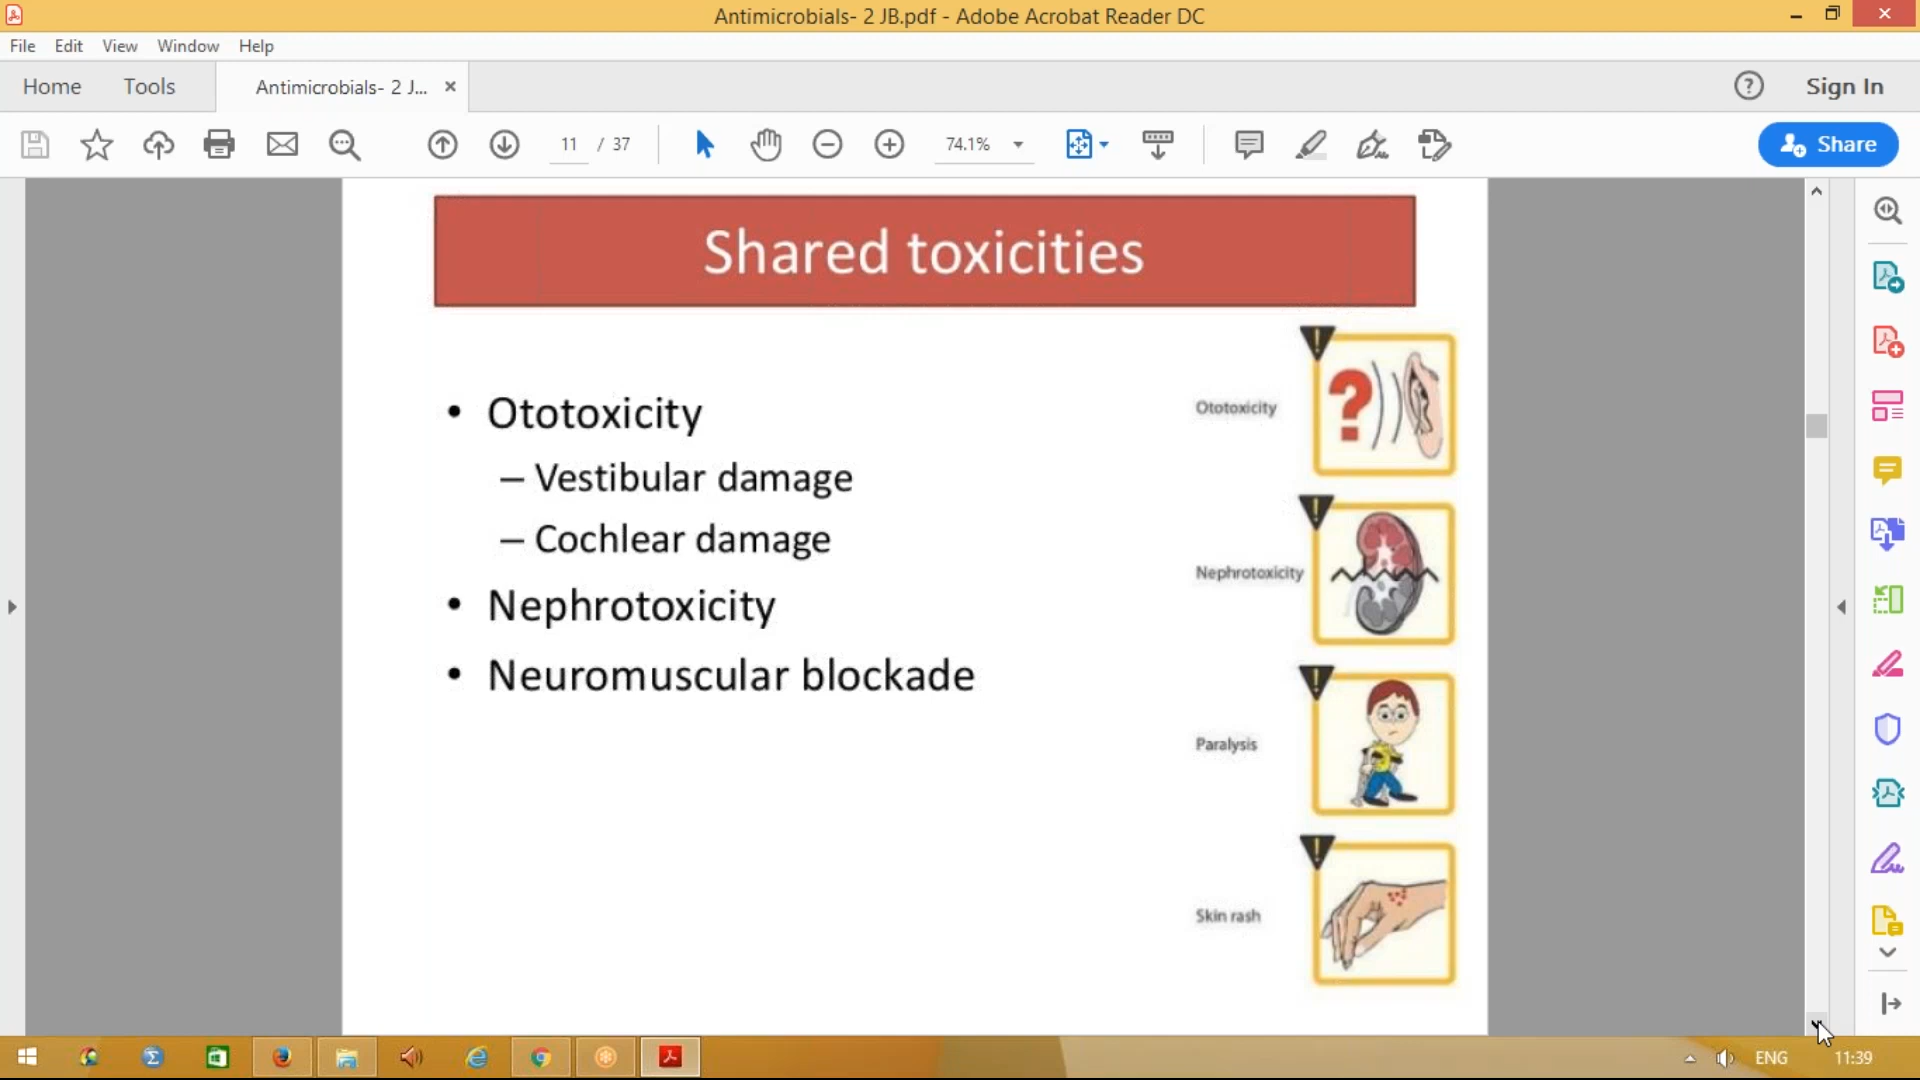 Antimicrobials- 2 JB.pdf - Adobe Acrobat Reader DC
File Edit View Window Help
Home Tools Antimicrobials- 2 J... Sign In
11 / 37 74.1% Share
Shared toxicities
• Ototoxicity
– Vestibular damage
– Cochlear damage
• Nephrotoxicity
• Neuromuscular blockade
Ototoxicity
Nephrotoxicity
Paralysis
Skin rash
ENG 11:39